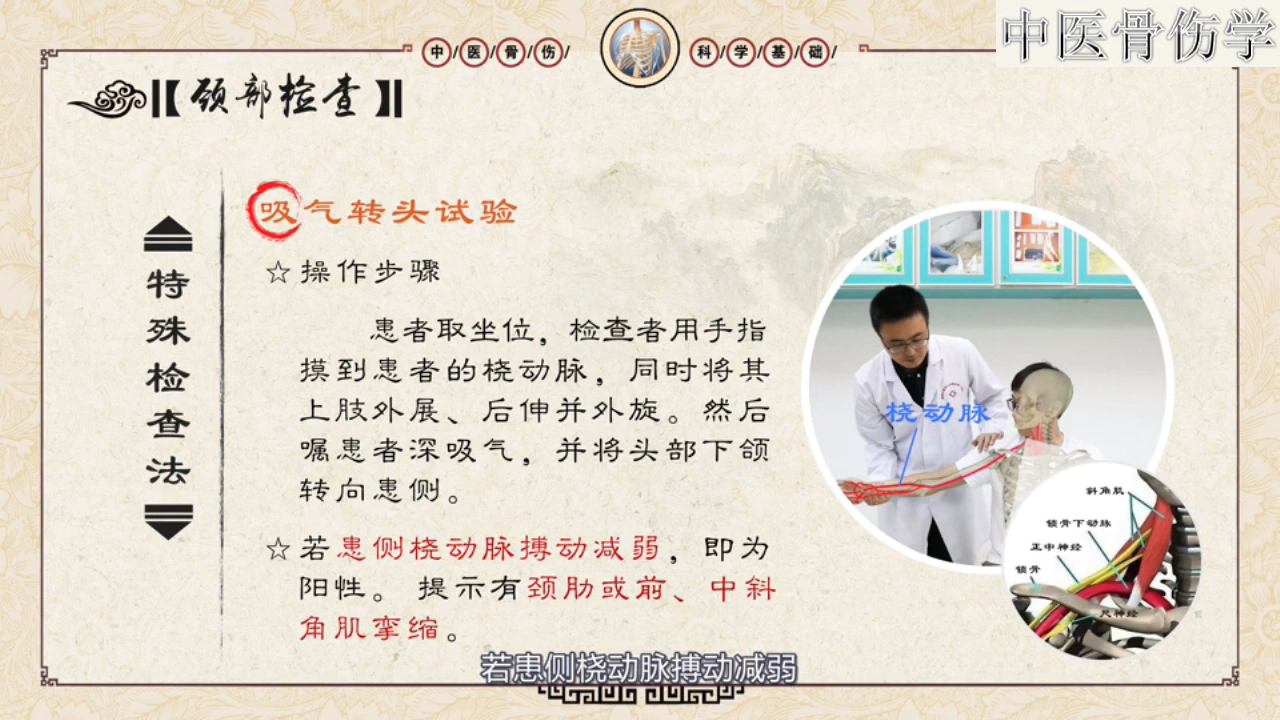 中/医/骨/伤/ 科/学/基/础/
中医骨伤学
【颈部检查】
特殊检查法
吸气转头试验
☆操作步骤
患者取坐位，检查者用手指
摸到患者的桡动脉，同时将其
上肢外展、后伸并外旋。然后
嘱患者深吸气，并将头部下颌
转向患侧。
☆若患侧桡动脉搏动减弱，即为
阳性。提示有颈肋或前、中斜
角肌挛缩。
桡动脉
斜角肌
锁骨下动脉
正中神经
锁骨
尺神经
若患侧桡动脉搏动减弱